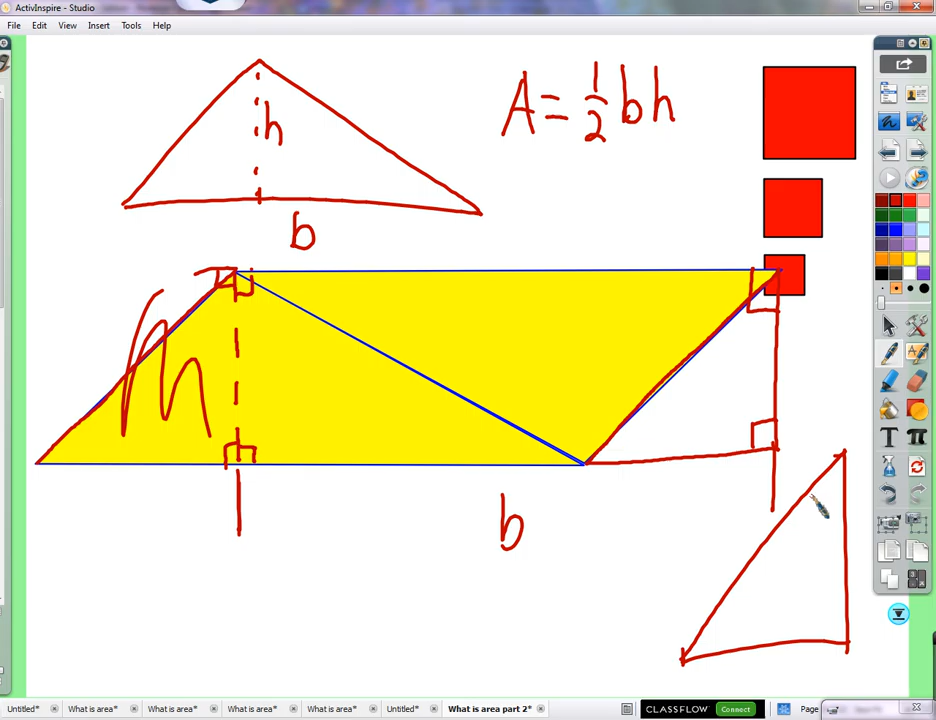 ActivInspire - Studio
File Edit View Insert Tools Help
A = 1/2 bh
h
b
h
b
Untitled* What is area* What is area* What is area* What is area* Untitled* What is area part 2*
CLASSFLOW Connect
Page